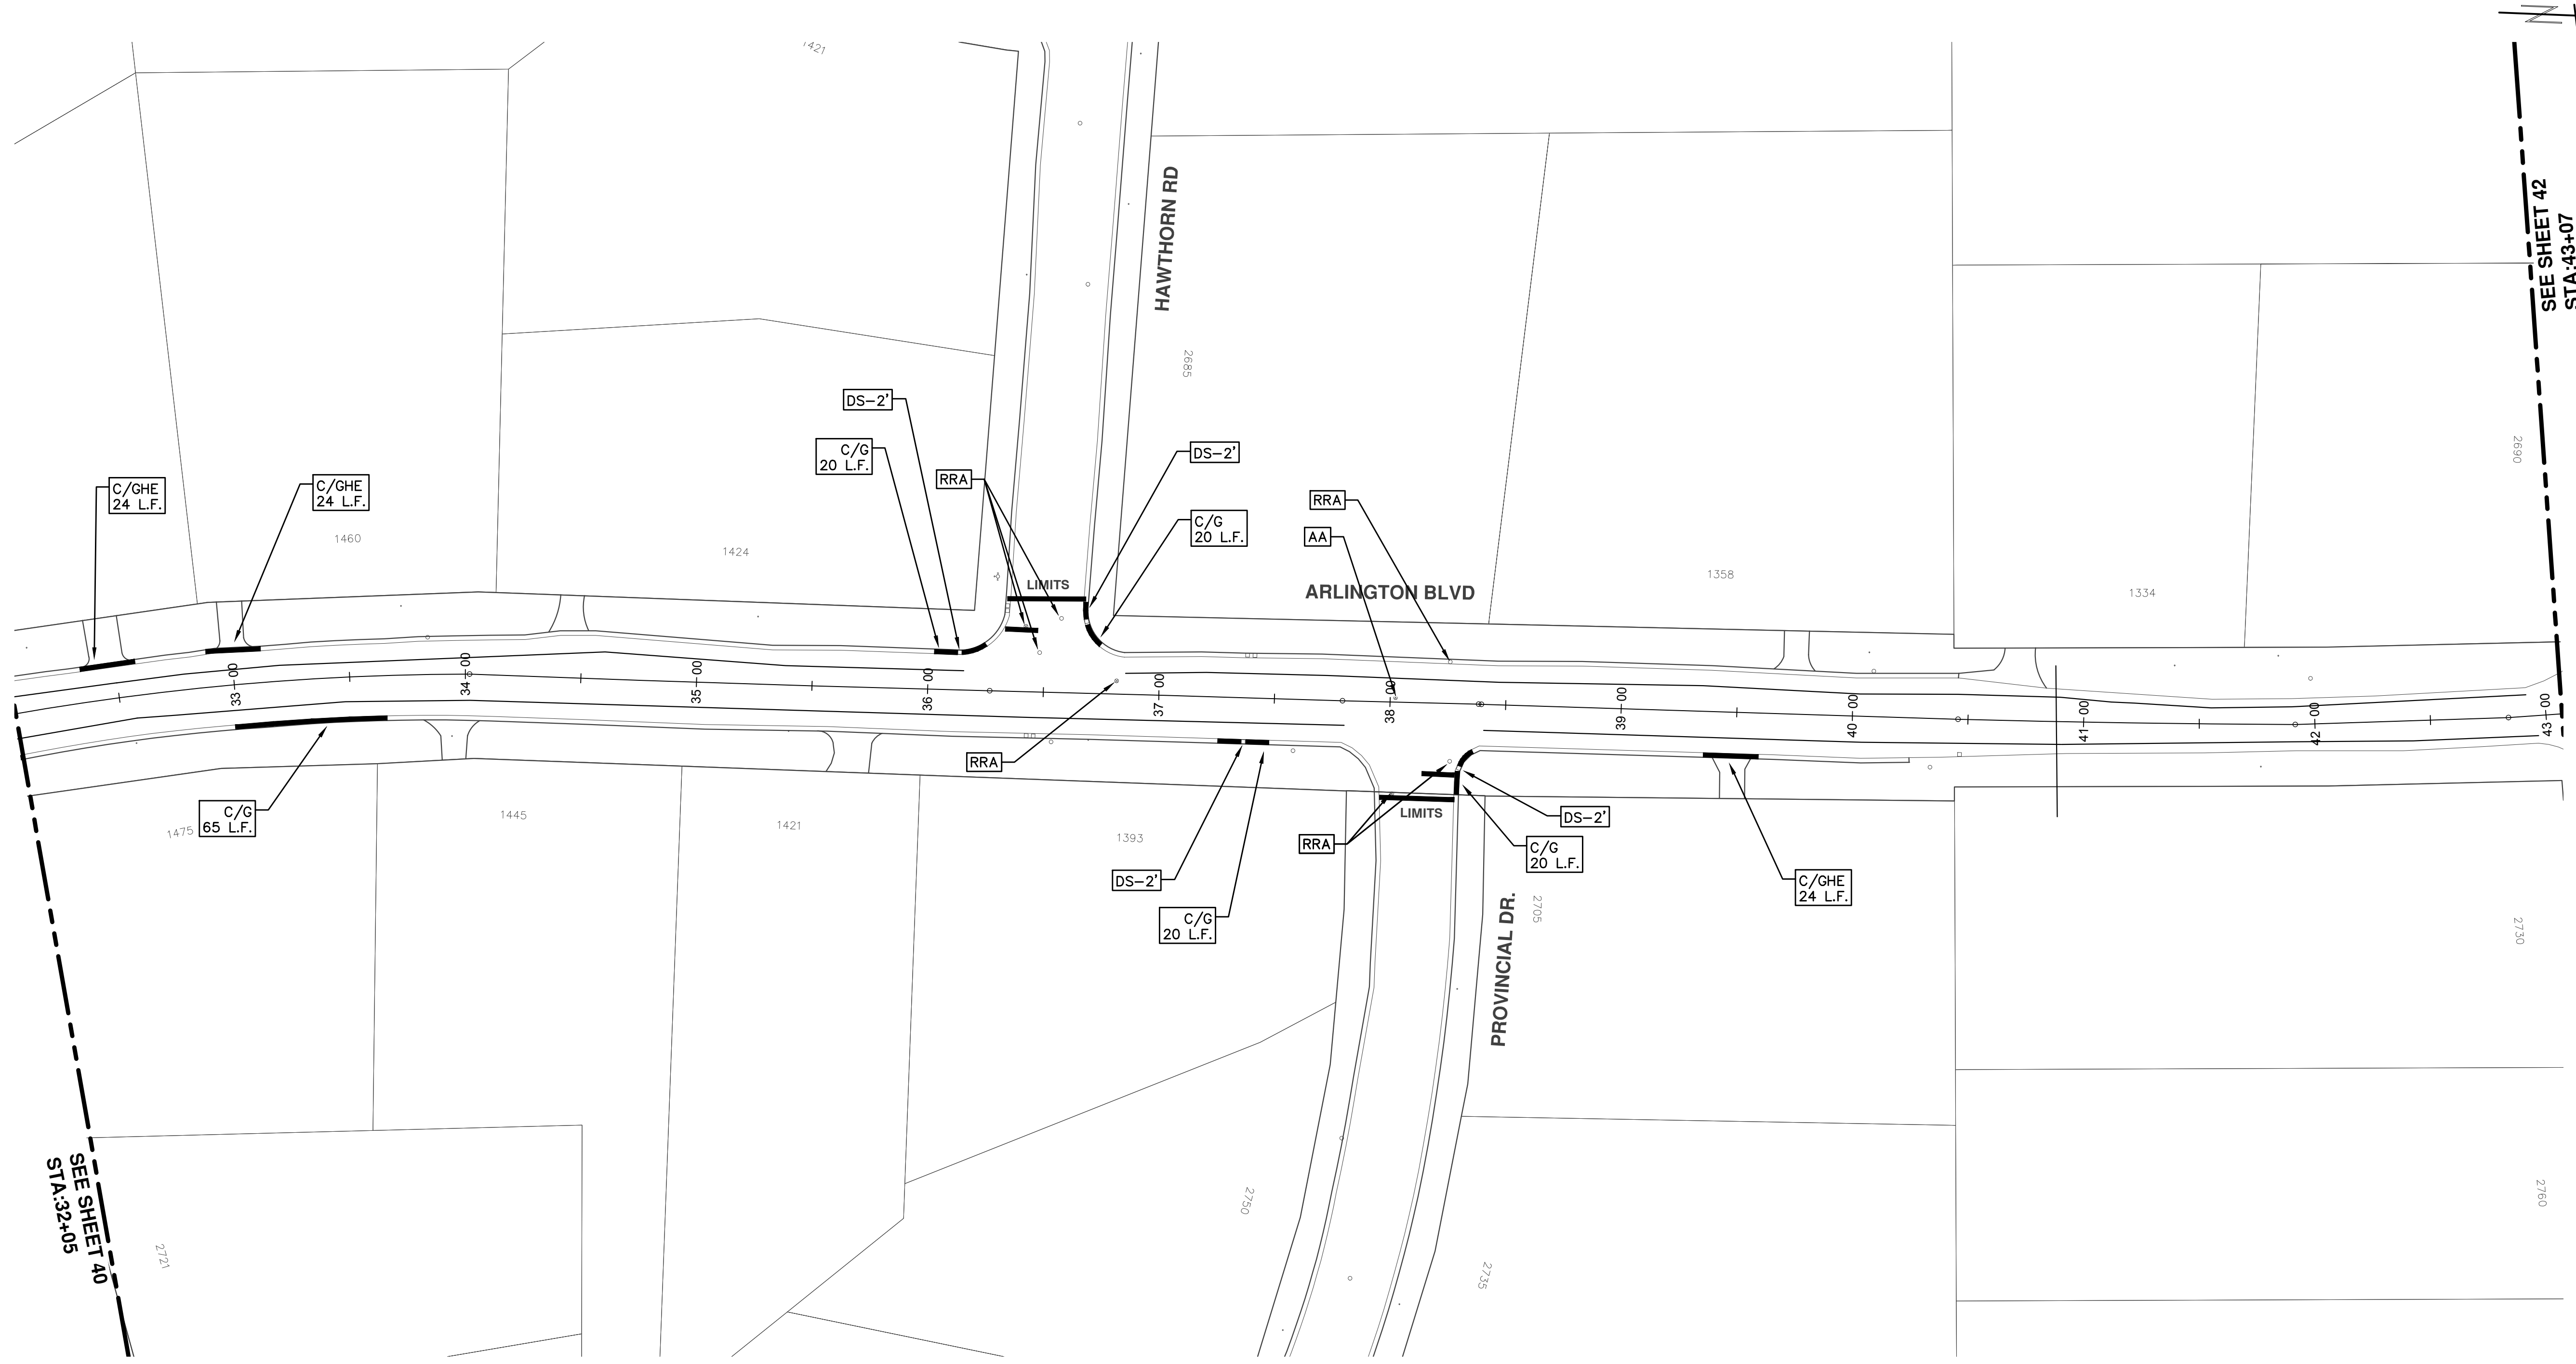 1421
SEE SHEET 42
STA:43+07
HAWTHORN RD
2685
DS-2'
C/G
20 L.F.
RRA
DS-2'
2690
C/GHE
24 L.F.
C/GHE
24 L.F.
RRA
C/G
20 L.F.
AA
1460
1424
LIMITS
ARLINGTON BLVD
1358
1334
33+00
34+00
35+00
36+00
37+00
38+00
39+00
40+00
41+00
42+00
43+00
RRA
C/G
65 L.F.
1475
1445
1421
1393
LIMITS
DS-2'
RRA
C/G
20 L.F.
DS-2'
C/GHE
24 L.F.
C/G
20 L.F.
2705
PROVINCIAL DR.
2730
SEE SHEET 40
STA:32+05
2721
2750
2735
2760